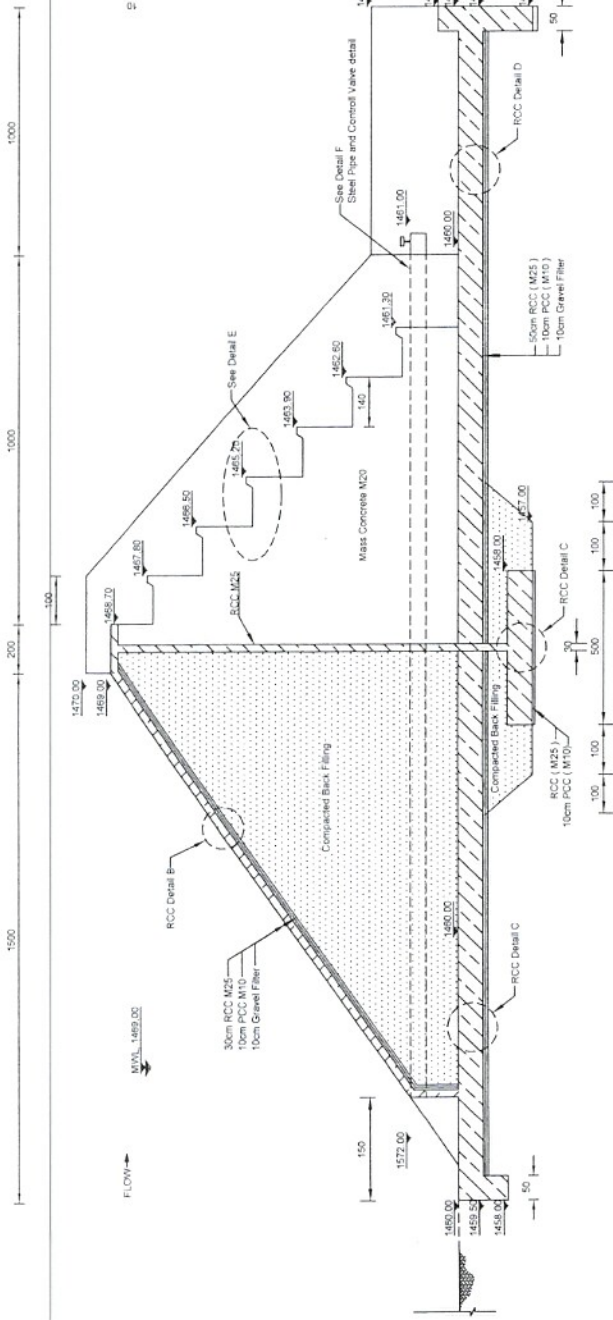 1500
200
1000
1000
100
10
FLOW
MWL 1469.00
1470.00
1469.00
1468.70
1467.80
1466.50
1465.20
1463.90
1462.60
1461.30
1461.00
1460.00
140
See Detail E
See Detail F
Steel Pipe and Controll Valve detail
RCC Detail B
30cm RCC M25
10cm PCC M10
10cm Gravel Filter
Compacted Back Filling
RCC M25
Mass Concrete M20
150
1572.00
1460.00
1460.00
1459.50
1458.00
50
RCC Detail C
Compacted Back Filling
RCC ( M25 )
10cm PCC ( M10)
1458.00
1457.00
RCC Detail C
30
100
100
500
100
100
50cm RCC ( M25 )
10cm PCC ( M10 )
10cm Gravel Filter
RCC Detail D
50